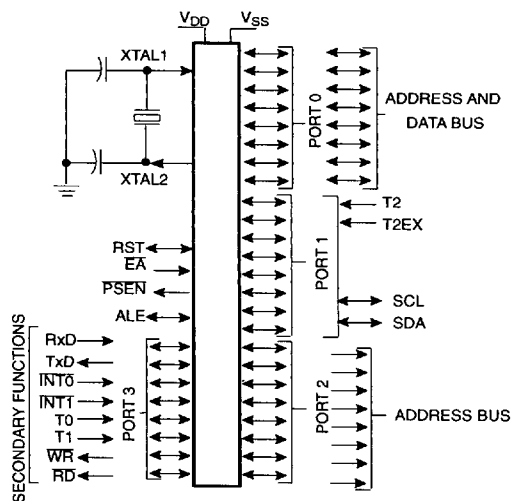 VDD VSS
XTAL1
XTAL2
PORT 0
ADDRESS AND
DATA BUS
RST
EA
PSEN
ALE
PORT 1
T2
T2EX
SCL
SDA
SECONDARY FUNCTIONS
RxD
TxD
INT0
INT1
T0
T1
WR
RD
PORT 3
PORT 2
ADDRESS BUS